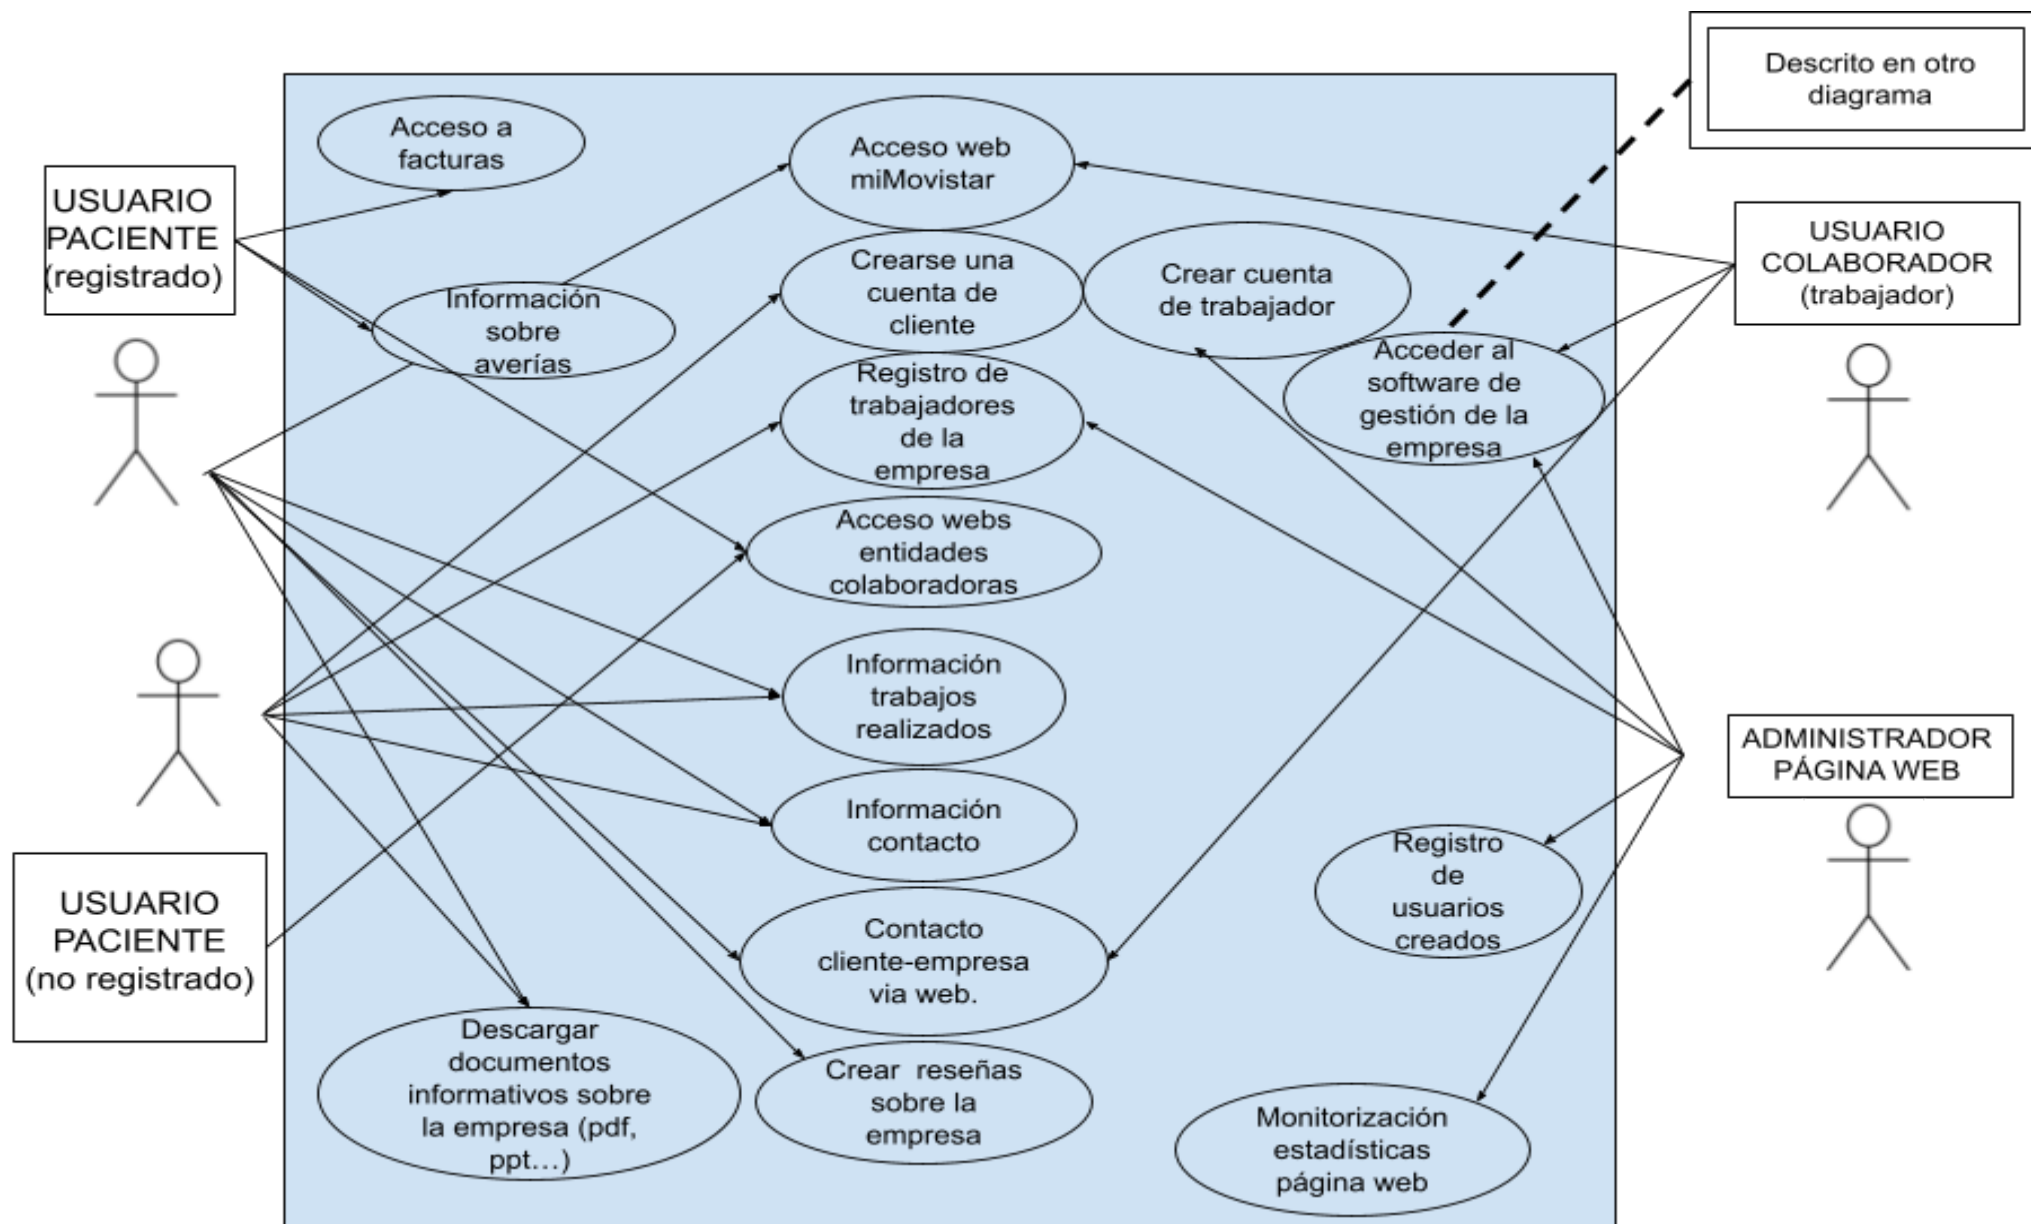 Descrito en otro
diagrama
Acceso a
facturas
Acceso web
miMovistar
USUARIO
PACIENTE
(registrado)
USUARIO
COLABORADOR
(trabajador)
Crearse una
cuenta de
cliente
Crear cuenta
de trabajador
Información
sobre
averías
Acceder al
software de
gestión de la
empresa
Registro de
trabajadores
de la
empresa
Acceso webs
entidades
colaboradoras
Información
trabajos
realizados
ADMINISTRADOR
PÁGINA WEB
Información
contacto
Registro
de
usuarios
creados
USUARIO
PACIENTE
(no registrado)
Contacto
cliente-empresa
via web.
Descargar
documentos
informativos sobre
la empresa (pdf,
ppt…)
Crear  reseñas
sobre la
empresa
Monitorización
estadísticas
página web